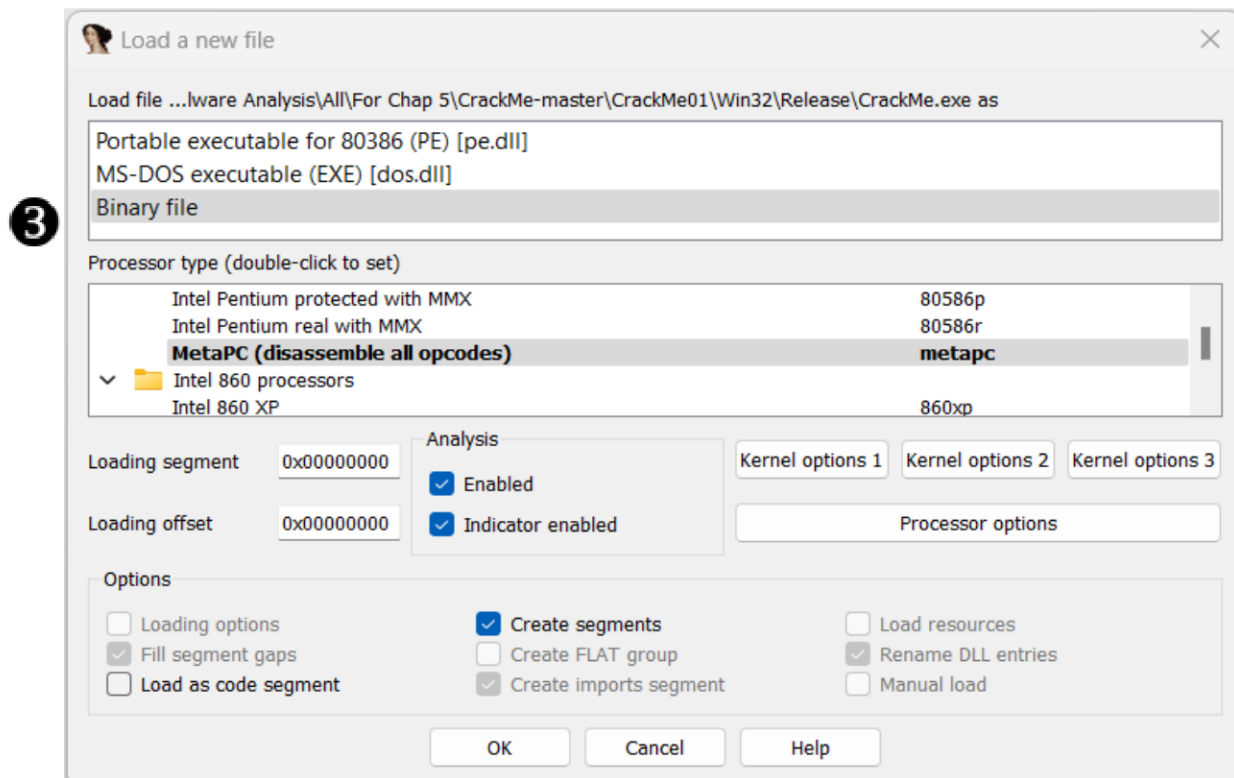 Load a new file
Load file ...lware Analysis\All\For Chap 5\CrackMe-master\CrackMe01\Win32\Release\CrackMe.exe as
Portable executable for 80386 (PE) [pe.dll]
MS-DOS executable (EXE) [dos.dll]
Binary file
3
Processor type (double-click to set)
Intel Pentium protected with MMX 80586p
Intel Pentium real with MMX 80586r
MetaPC (disassemble all opcodes) metapc
Intel 860 processors
Intel 860 XP 860xp
Analysis
Loading segment 0x00000000 Enabled Kernel options 1 Kernel options 2 Kernel options 3
Loading offset 0x00000000 Indicator enabled Processor options
Options
Loading options Create segments Load resources
Fill segment gaps Create FLAT group Rename DLL entries
Load as code segment Create imports segment Manual load
OK Cancel Help